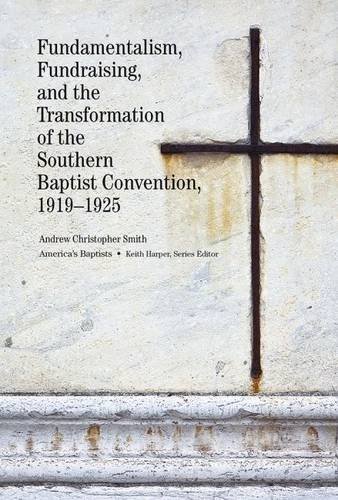 Fundamentalism,
Fundraising,
and the
Transformation
of the
Southern
Baptist Convention,
1919–1925
Andrew Christopher Smith
America's Baptists • Keith Harper, Series Editor